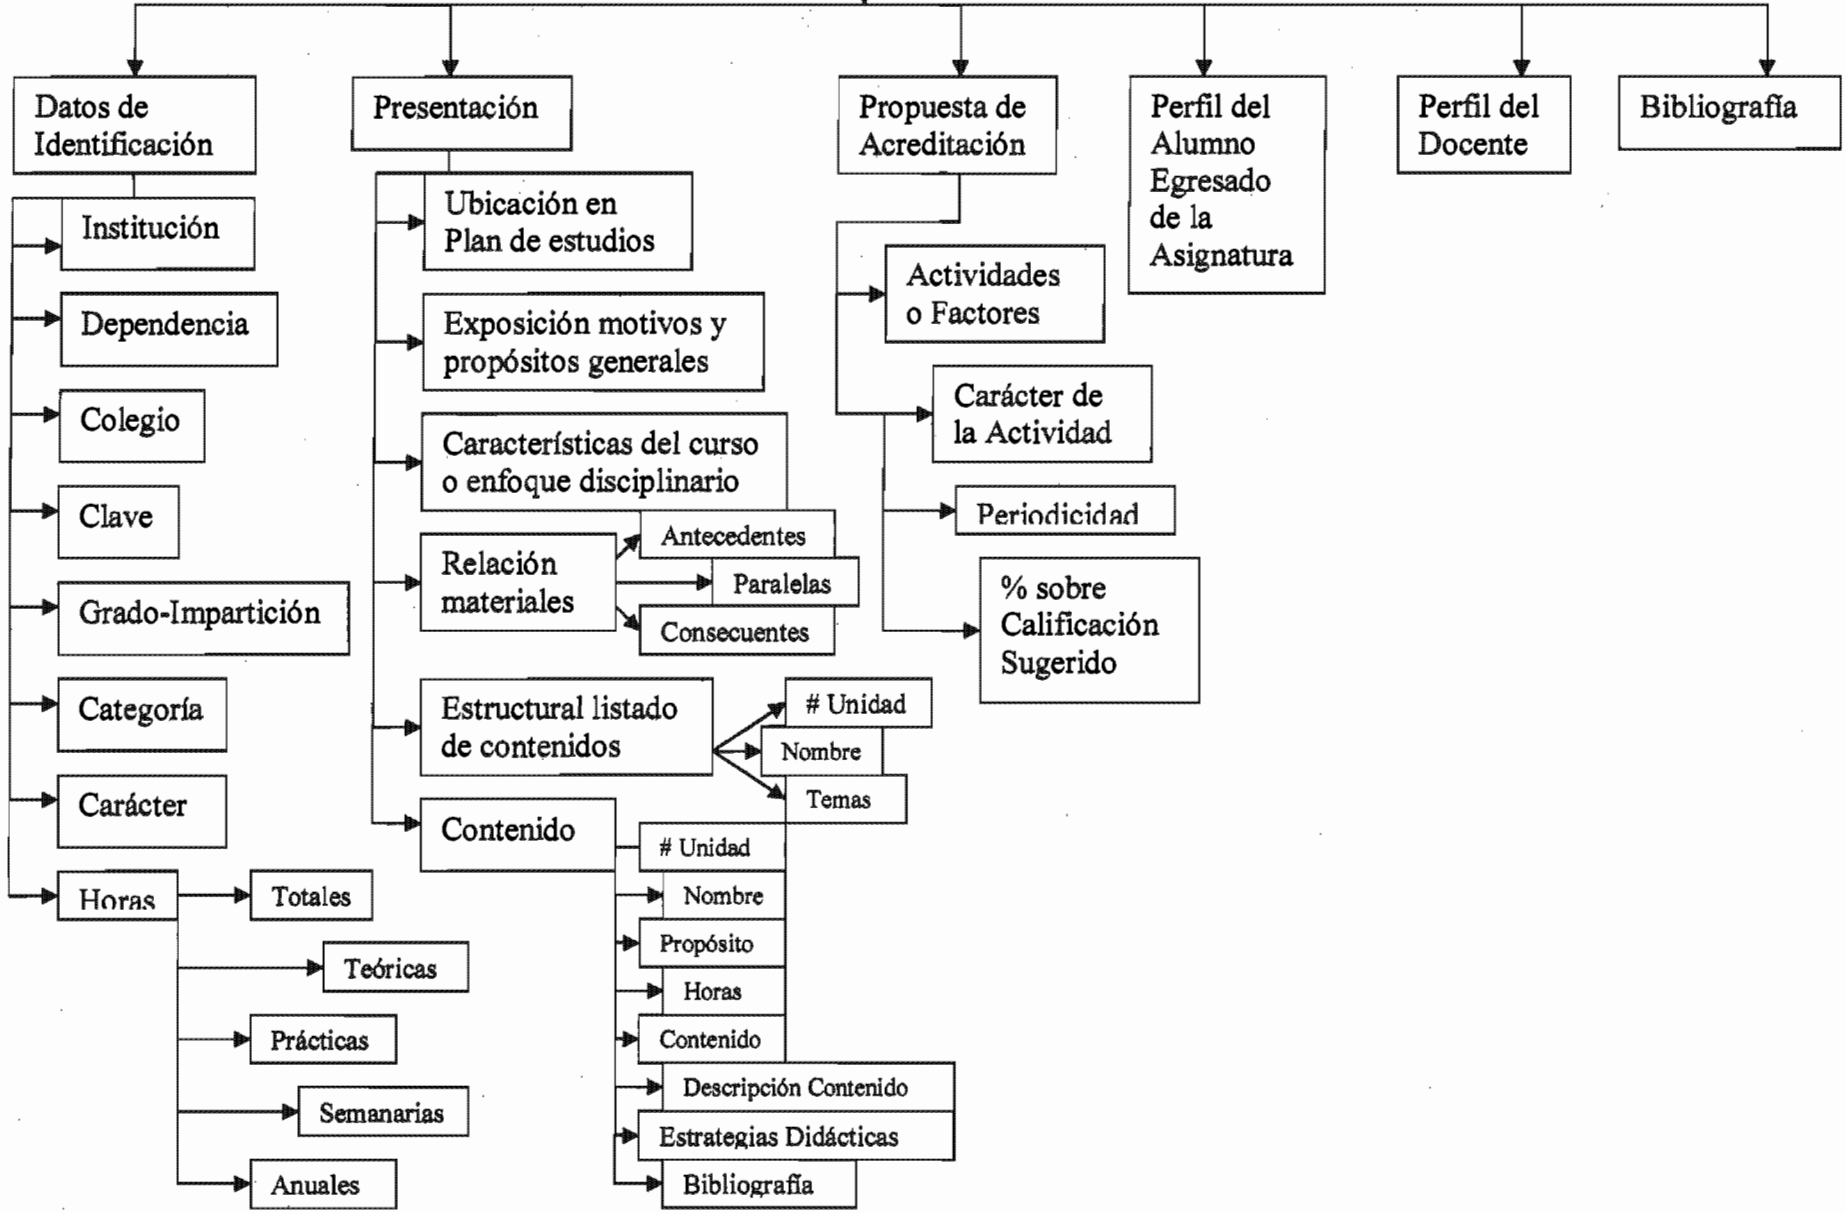 Datos de
Identificación
Institución
Dependencia
Colegio
Clave
Grado-Impartición
Categoría
Carácter
Horas
Totales
Teóricas
Prácticas
Semanarias
Anuales
Presentación
Ubicación en
Plan de estudios
Exposición motivos y
propósitos generales
Características del curso
o enfoque disciplinario
Relación
materiales
Antecedentes
Paralelas
Consecuentes
Estructural listado
de contenidos
# Unidad
Nombre
Temas
Contenido
# Unidad
Nombre
Propósito
Horas
Contenido
Descripción Contenido
Estrategias Didácticas
Bibliografía
Propuesta de
Acreditación
Actividades
o Factores
Carácter de
la Actividad
Periodicidad
% sobre
Calificación
Sugerido
Perfil del
Alumno
Egresado
de la
Asignatura
Perfil del
Docente
Bibliografía